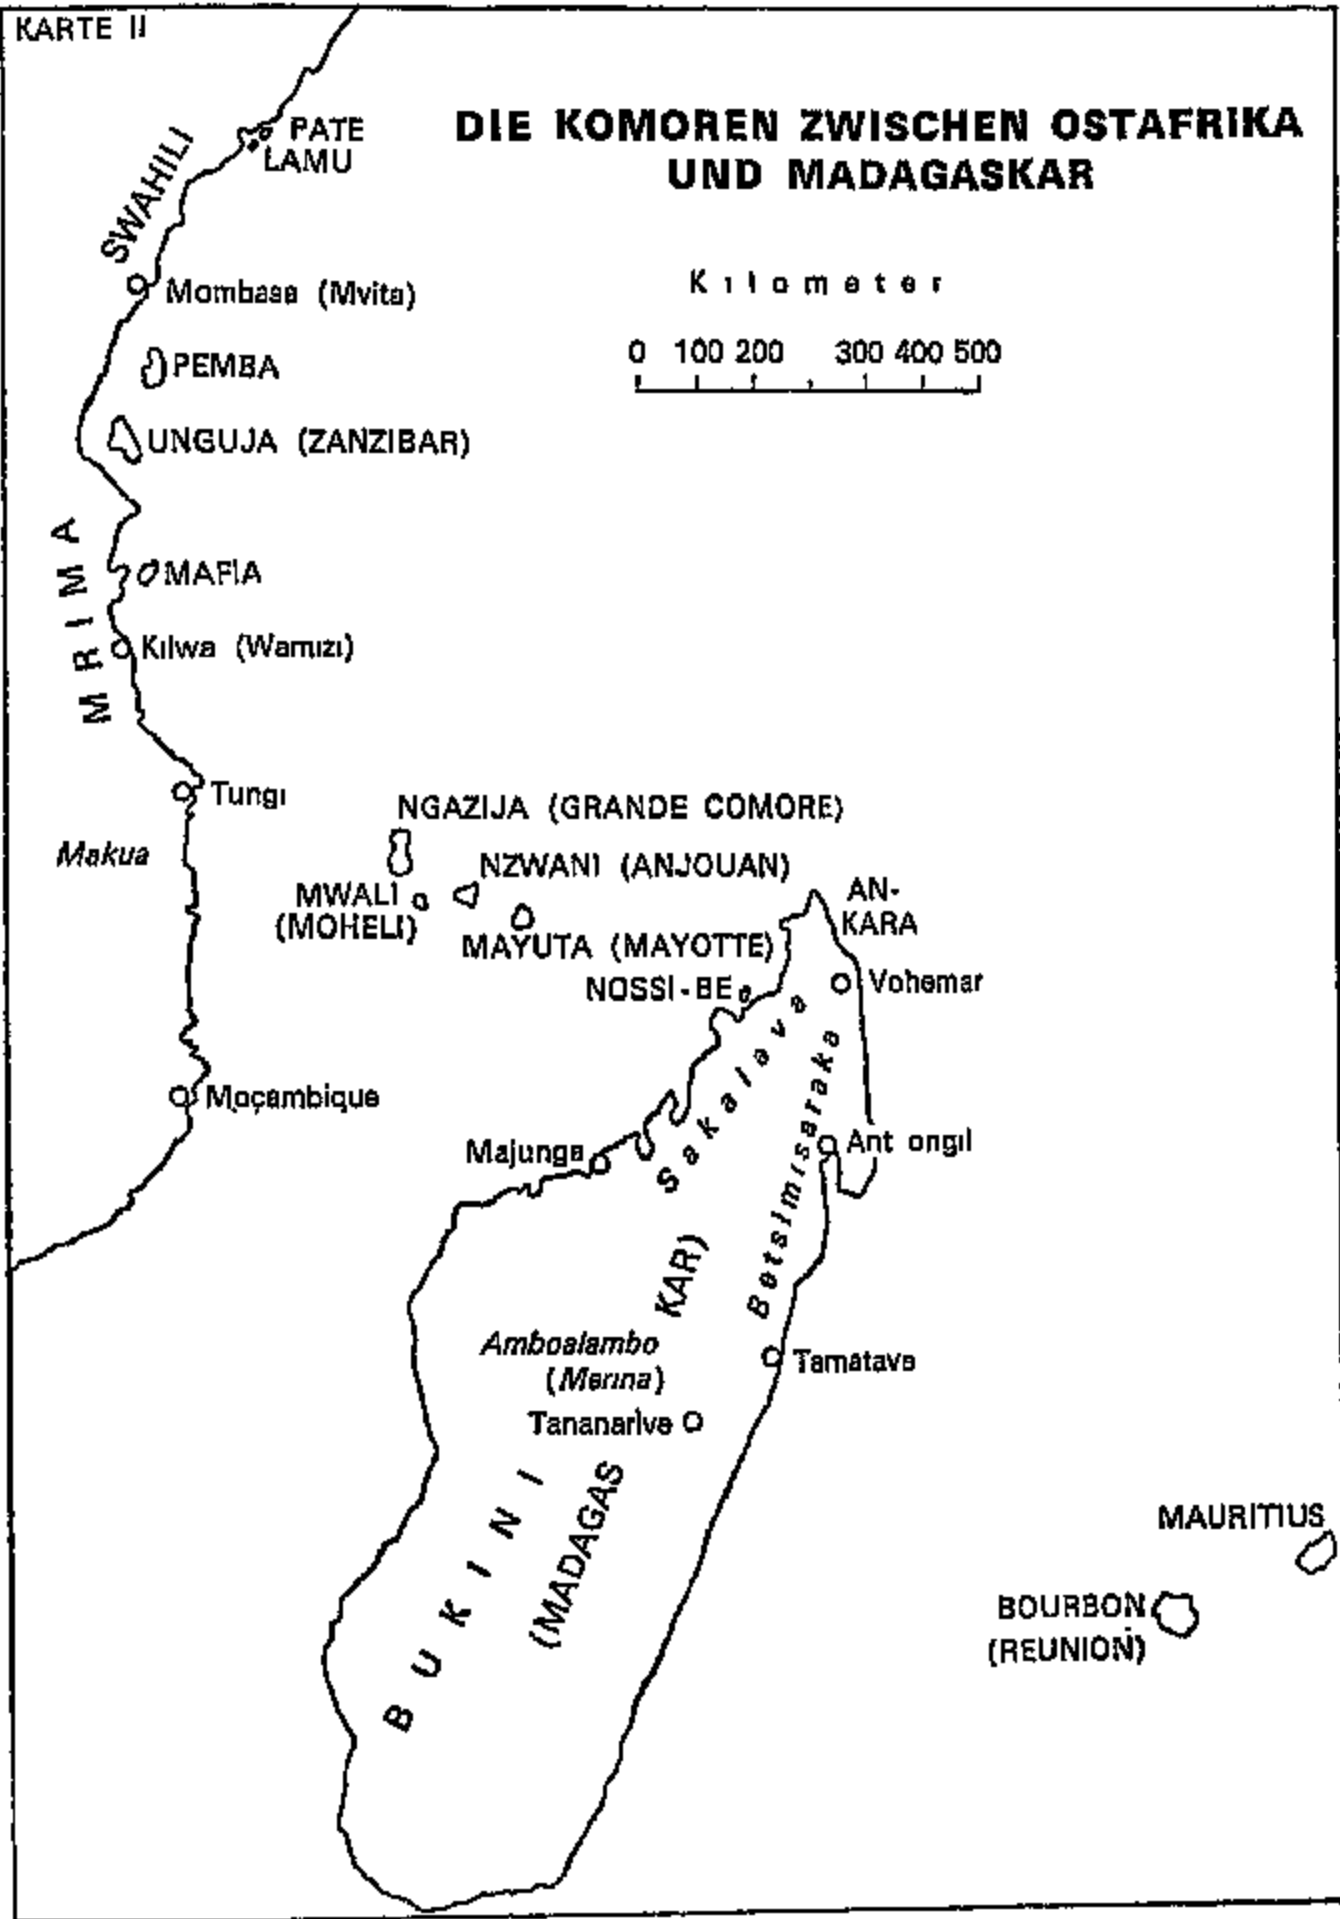 KARTE II
DIE KOMOREN ZWISCHEN OSTAFRIKA
UND MADAGASKAR
Kilometer
0 100 200 300 400 500
SWAHILI
PATE
LAMU
Mombasa (Mvita)
PEMBA
UNGUJA (ZANZIBAR)
MRIMA
MAFIA
Kilwa (Wamizi)
Tungi
Makua
NGAZIJA (GRANDE COMORE)
NZWANI (ANJOUAN)
MWALI
(MOHELI)
MAYUTA (MAYOTTE)
AN-
KARA
NOSSI-BE
Vohemar
Sakalava
Betsimisaraka
Moçambique
Majunga
Ant ongil
KAR)
Amboalambo
(Merina)
Tamatave
Tananarive
BUKINI
(MADAGAS
MAURITIUS
BOURBON
(REUNION)